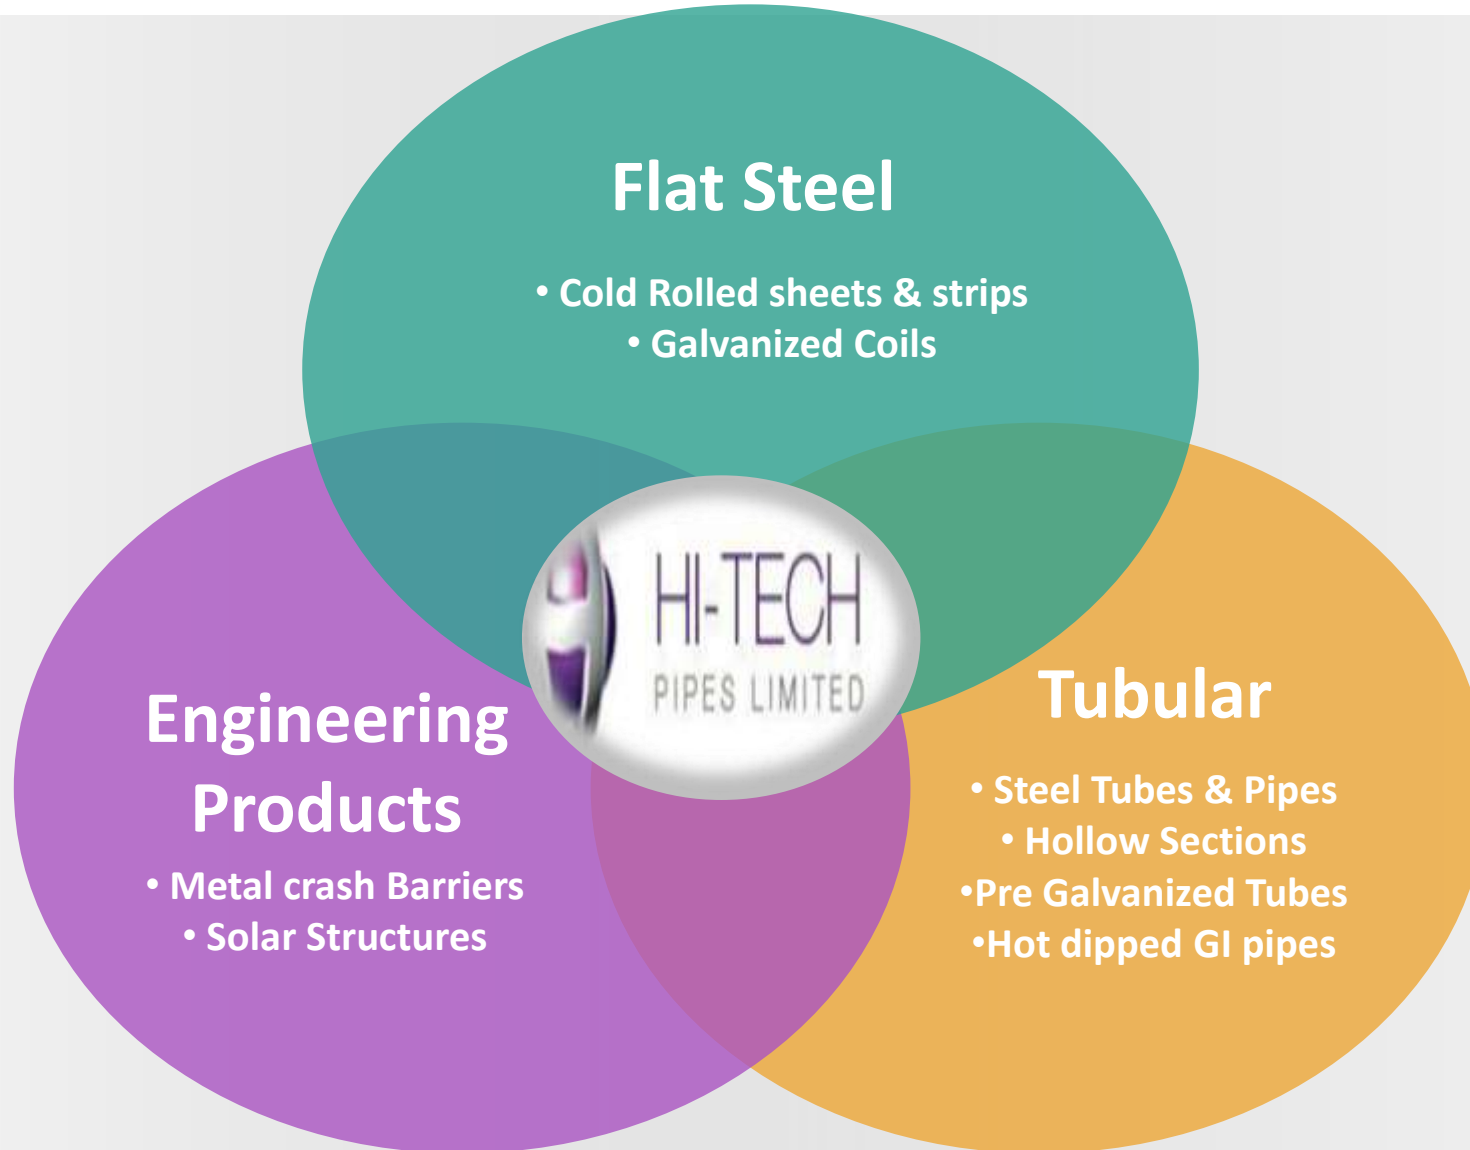 Flat Steel
• Cold Rolled sheets & strips
• Galvanized Coils
HI-TECH
PIPES LIMITED
Engineering
Products
• Metal crash Barriers
• Solar Structures
Tubular
• Steel Tubes & Pipes
• Hollow Sections
•Pre Galvanized Tubes
•Hot dipped GI pipes